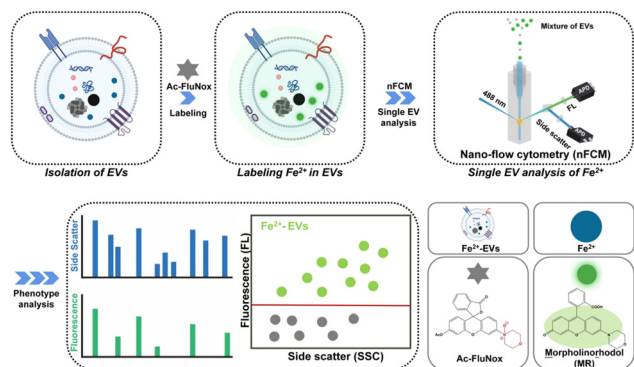 Ac-FluNox
Labeling
nFCM
Single EV
analysis
Mixture of EVs
488 nm
APD
FL
APD
Side scatter
Nano-flow cytometry (nFCM)
Isolation of EVs
Labeling Fe²⁺ in EVs
Single EV analysis of Fe²⁺
Phenotype
analysis
Side Scatter
Fluorescence
Fluorescence (FL)
Fe²⁺-EVs
Side scatter (SSC)
Fe²⁺-EVs
Fe²⁺
AcO
O
O
N
O
O
Ac-FluNox
COOH
O
O
N
O
Morpholinorhodol
(MR)